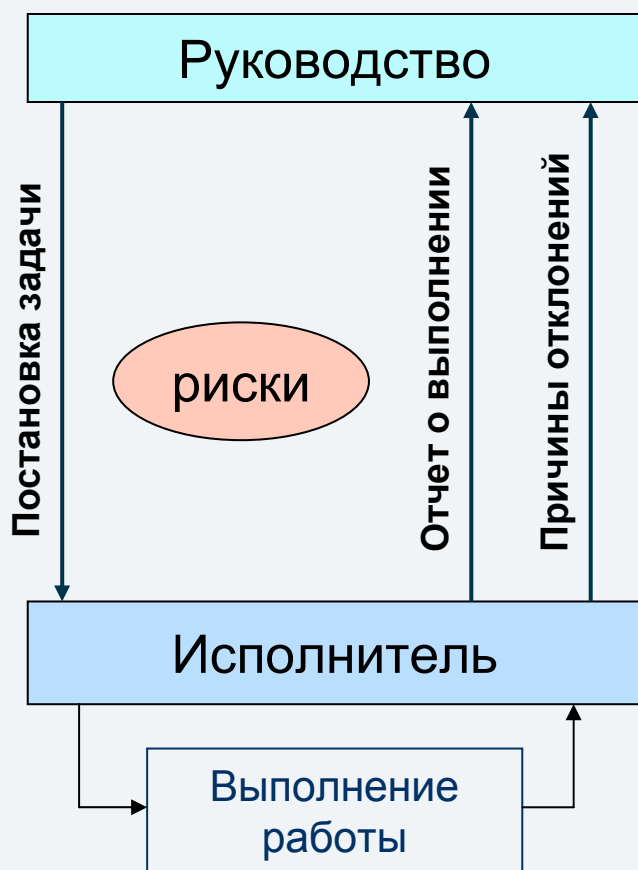 Руководство
Постановка задачи
риски
Отчет о выполнении
Причины отклонений
Исполнитель
Выполнение
работы